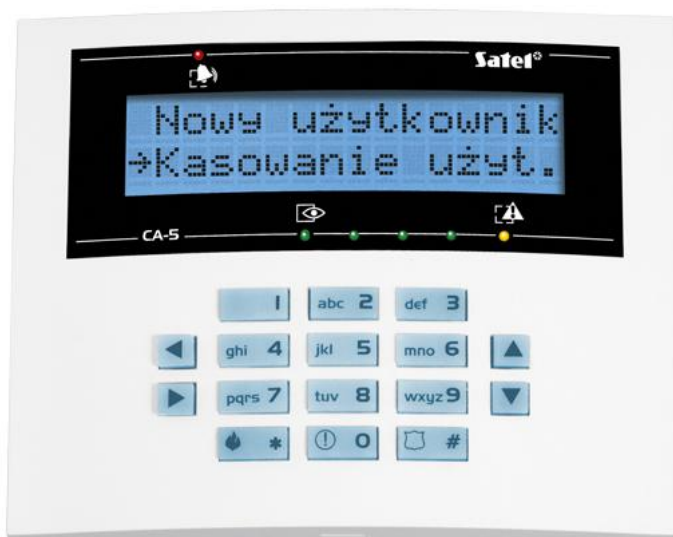 Satel
Nowy użytkownik
→Kasowanie użyt.
CA-5
1 abc 2 def 3
ghi 4 jkl 5 mno 6
pqrs 7 tuv 8 wxyz 9
* 0 #